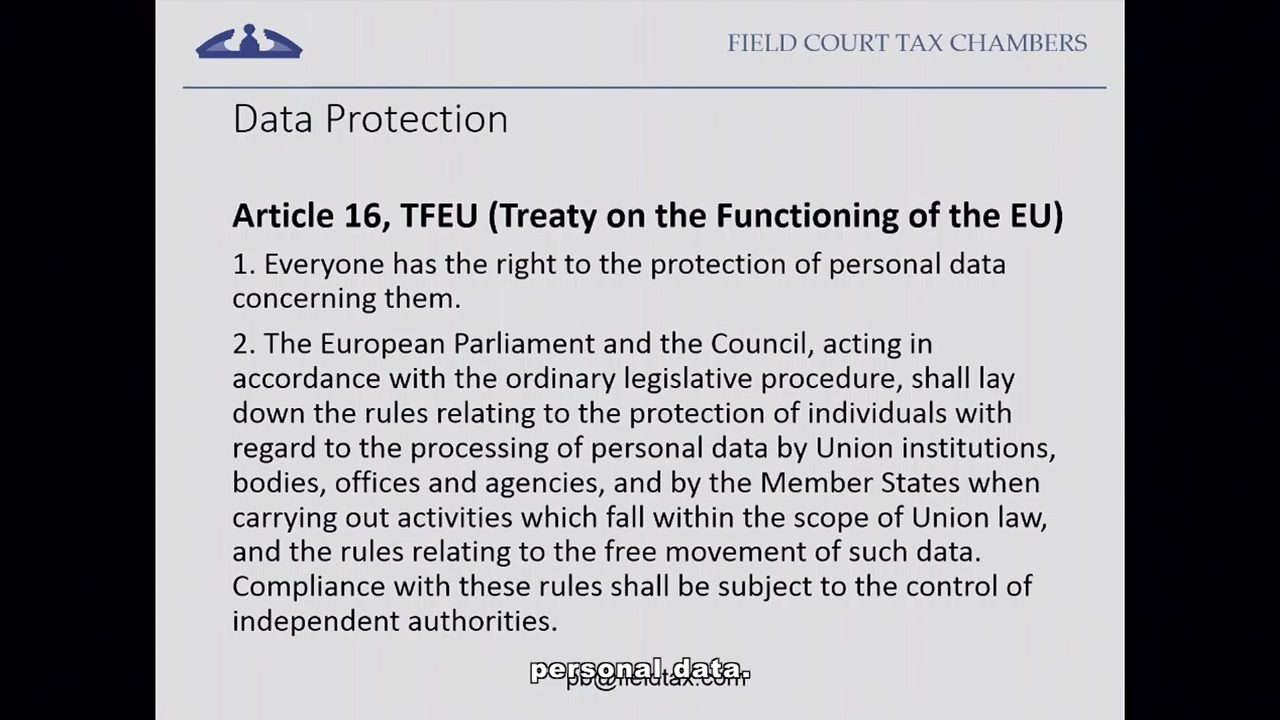 FIELD COURT TAX CHAMBERS
Data Protection
Article 16, TFEU (Treaty on the Functioning of the EU)
1. Everyone has the right to the protection of personal data
concerning them.
2. The European Parliament and the Council, acting in
accordance with the ordinary legislative procedure, shall lay
down the rules relating to the protection of individuals with
regard to the processing of personal data by Union institutions,
bodies, offices and agencies, and by the Member States when
carrying out activities which fall within the scope of Union law,
and the rules relating to the free movement of such data.
Compliance with these rules shall be subject to the control of
independent authorities.
personal data.
pb@fieldtax.com